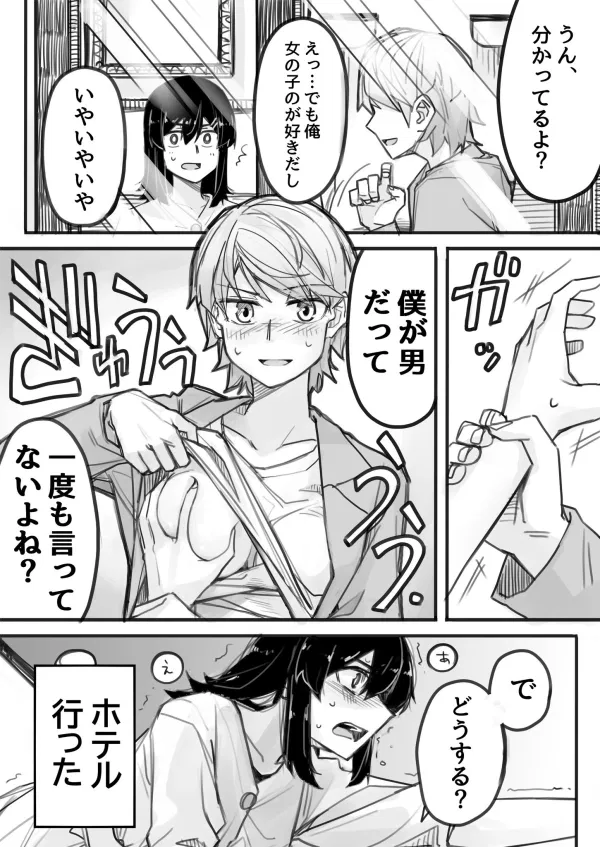 うん、
分かってるよ？
えっ…でも俺
女の子のが好きだし
いやいやいや
ガッ
僕が男
だって
ぎゅううぅぅ
一度も言って
ないよね？
で
どうする？
あ
え
ホテル
行った